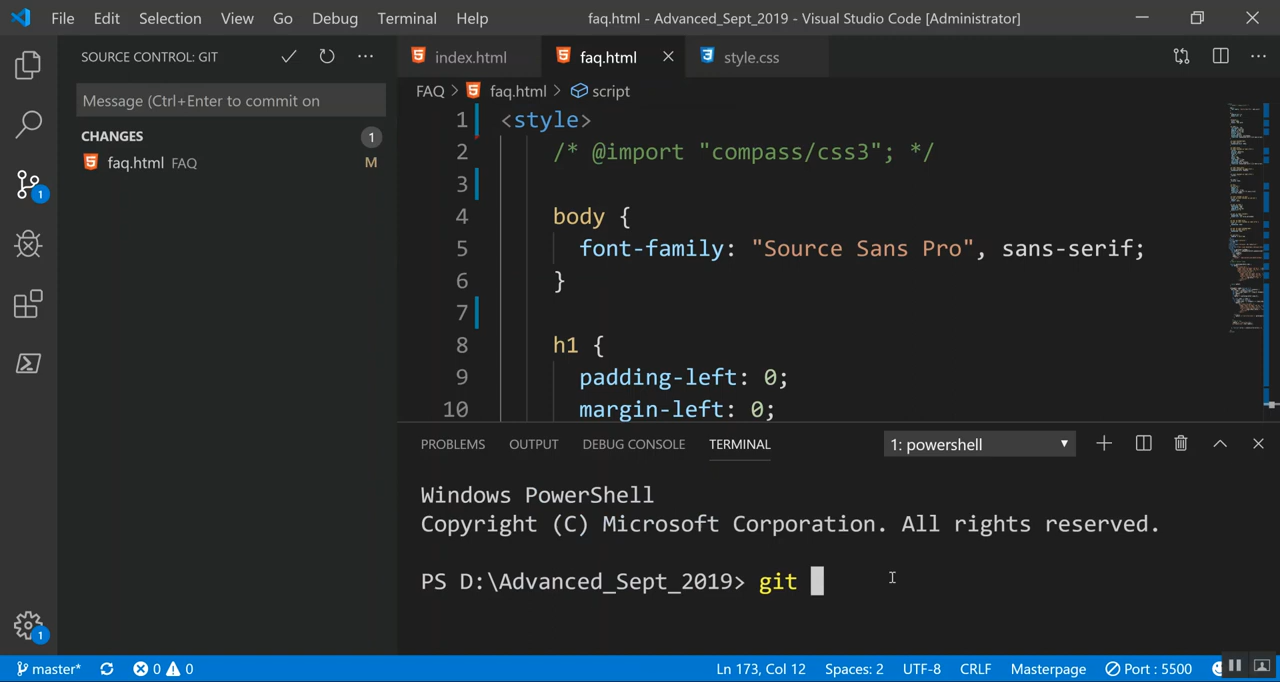 File Edit Selection View Go Debug Terminal Help faq.html - Advanced_Sept_2019 - Visual Studio Code [Administrator]
SOURCE CONTROL: GIT
Message (Ctrl+Enter to commit on
CHANGES 1
faq.html FAQ M
1
1
index.html faq.html style.css
FAQ > faq.html > script
1 <style>
2 /* @import "compass/css3"; */
3
4 body {
5 font-family: "Source Sans Pro", sans-serif;
6 }
7
8 h1 {
9 padding-left: 0;
10 margin-left: 0;
PROBLEMS OUTPUT DEBUG CONSOLE TERMINAL 1: powershell
Windows PowerShell
Copyright (C) Microsoft Corporation. All rights reserved.
PS D:\Advanced_Sept_2019> git
master* 0 0 Ln 173, Col 12 Spaces: 2 UTF-8 CRLF Masterpage Port : 5500